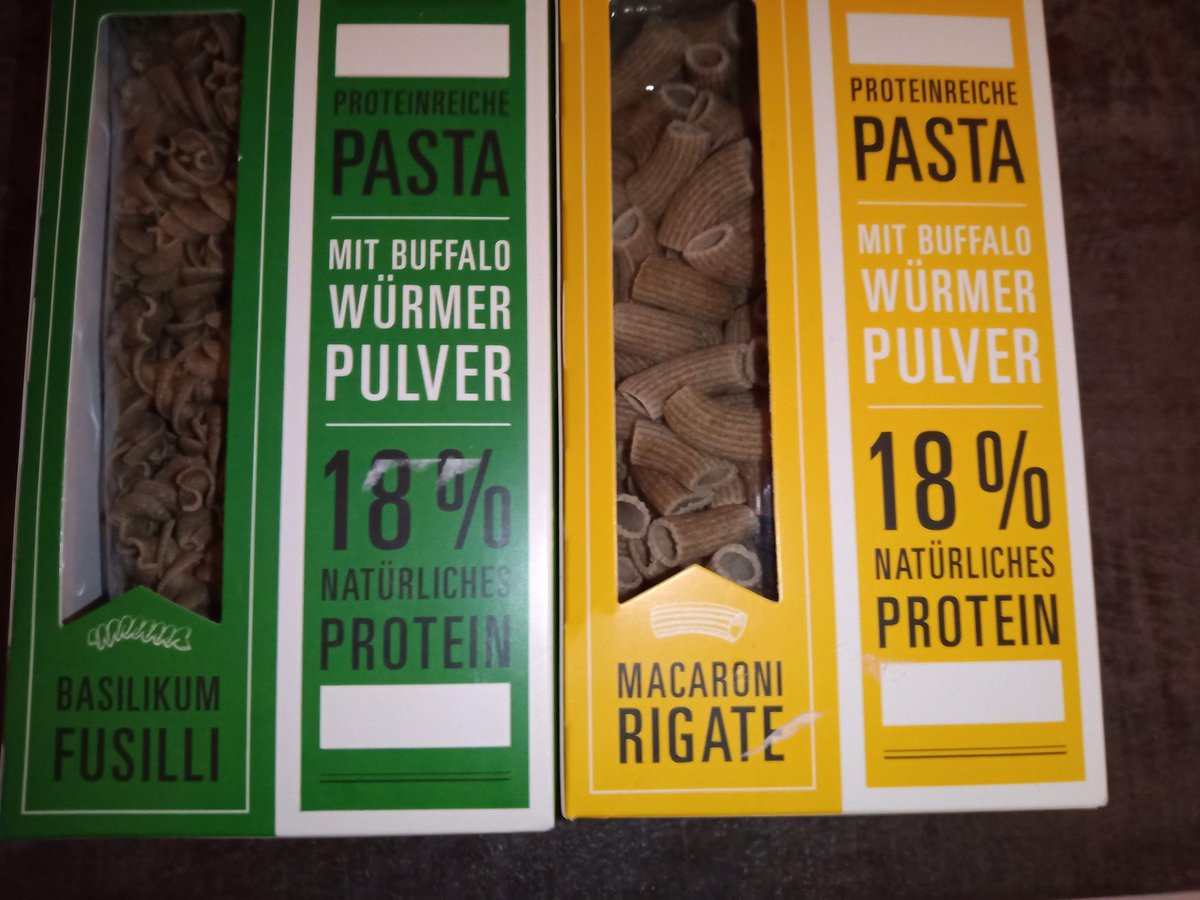 PROTEINREICHE
PASTA
MIT BUFFALO
WÜRMER
PULVER
18 %
NATÜRLICHES
PROTEIN
BASILIKUM
FUSILLI
PROTEINREICHE
PASTA
MIT BUFFALO
WÜRMER
PULVER
18 %
NATÜRLICHES
PROTEIN
MACARONI
RIGATE